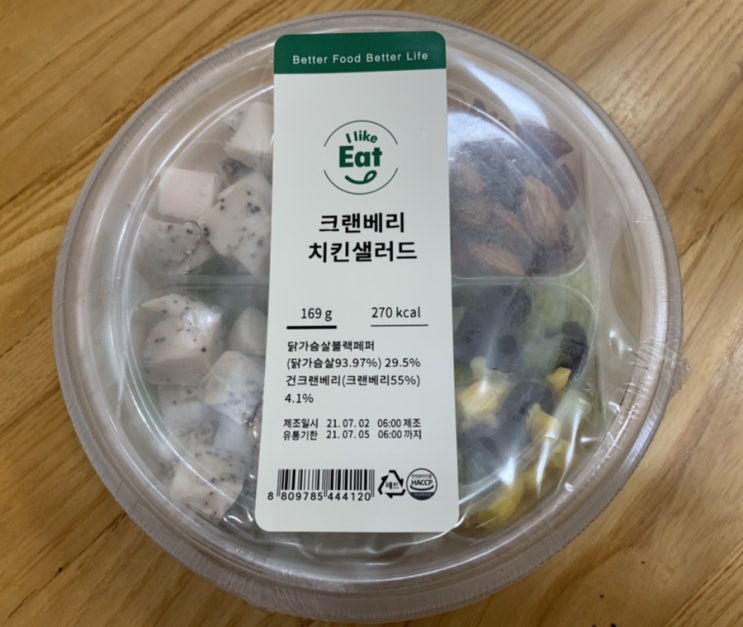 Better Food Better Life
I like
Eat
크랜베리
치킨샐러드
169 g 270 kcal
닭가슴살블랙페퍼
(닭가슴살93.97%) 29.5%
건크랜베리(크랜베리55%)
4.1%
제조일시 21. 07. 02 06:00 제조
유통기한 21. 07. 05 06:00 까지
8 809785 444120
HACCP